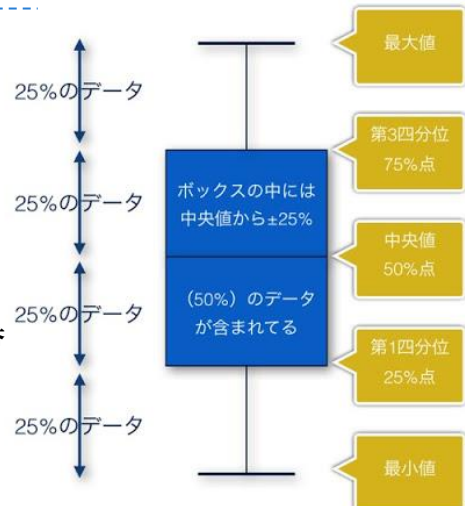 最大値
25%のデータ
第3四分位
75%点
ボックスの中には
中央値から±25%
25%のデータ
中央値
50%点
(50%)のデータ
が含まれてる
25%のデータ
第1四分位
25%点
25%のデータ
最小値